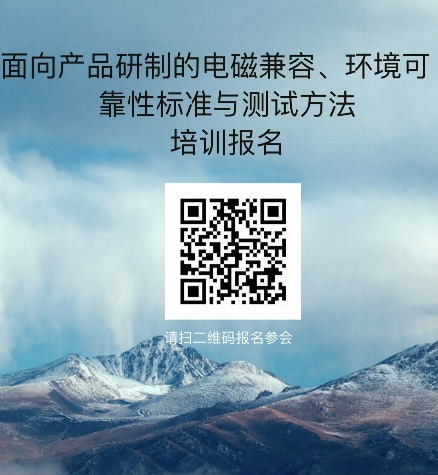 面向产品研制的电磁兼容、环境可
靠性标准与测试方法
培训报名
请扫二维码报名参会